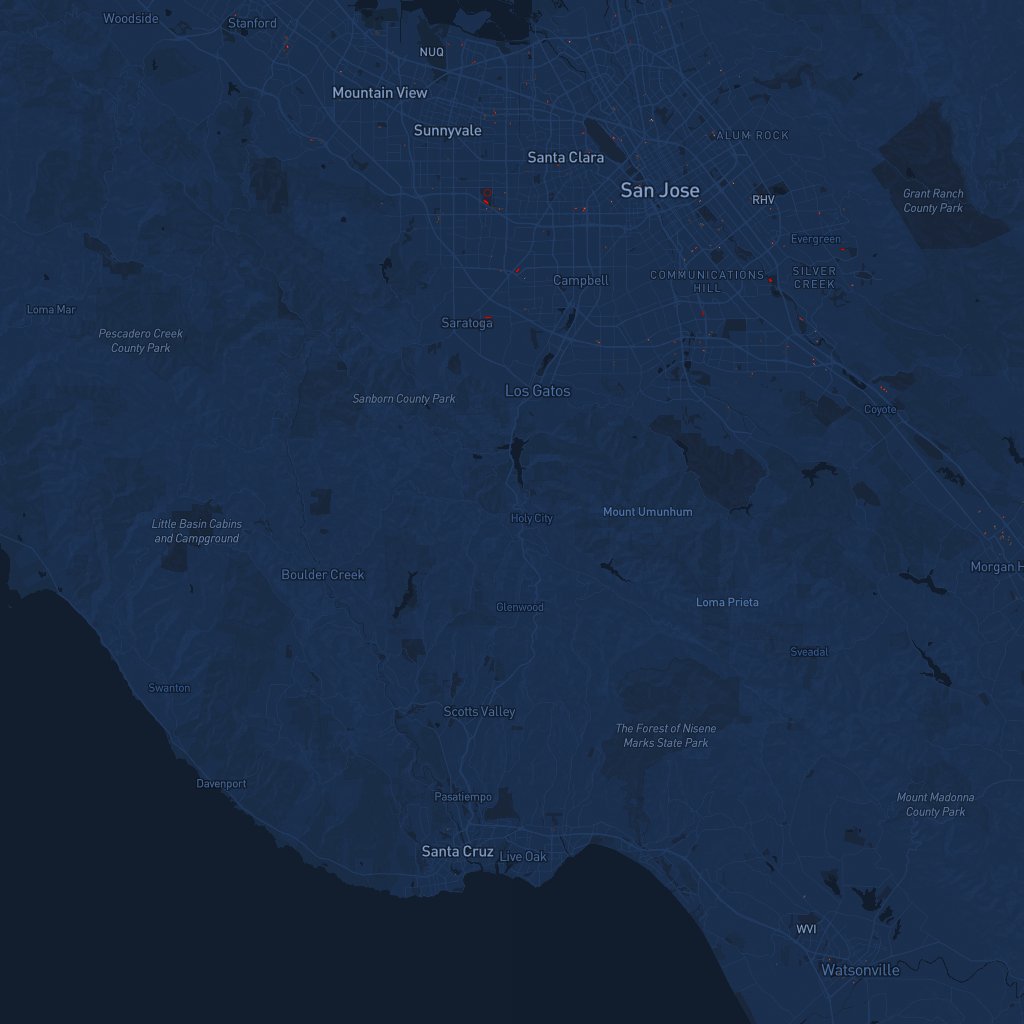 Woodside
Stanford
NUQ
Mountain View
Sunnyvale
ALUM ROCK
Santa Clara
San Jose
RHV
Grant Ranch
County Park
Evergreen
COMMUNICATIONS
HILL
SILVER
CREEK
Campbell
Loma Mar
Saratoga
Pescadero Creek
County Park
Los Gatos
Sanborn County Park
Coyote
Mount Umunhum
Holy City
Little Basin Cabins
and Campground
Morgan H
Boulder Creek
Loma Prieta
Glenwood
Sveadal
Swanton
Scotts Valley
The Forest of Nisene
Marks State Park
Davenport
Pasatiempo
Mount Madonna
County Park
Santa Cruz
Live Oak
WVI
Watsonville